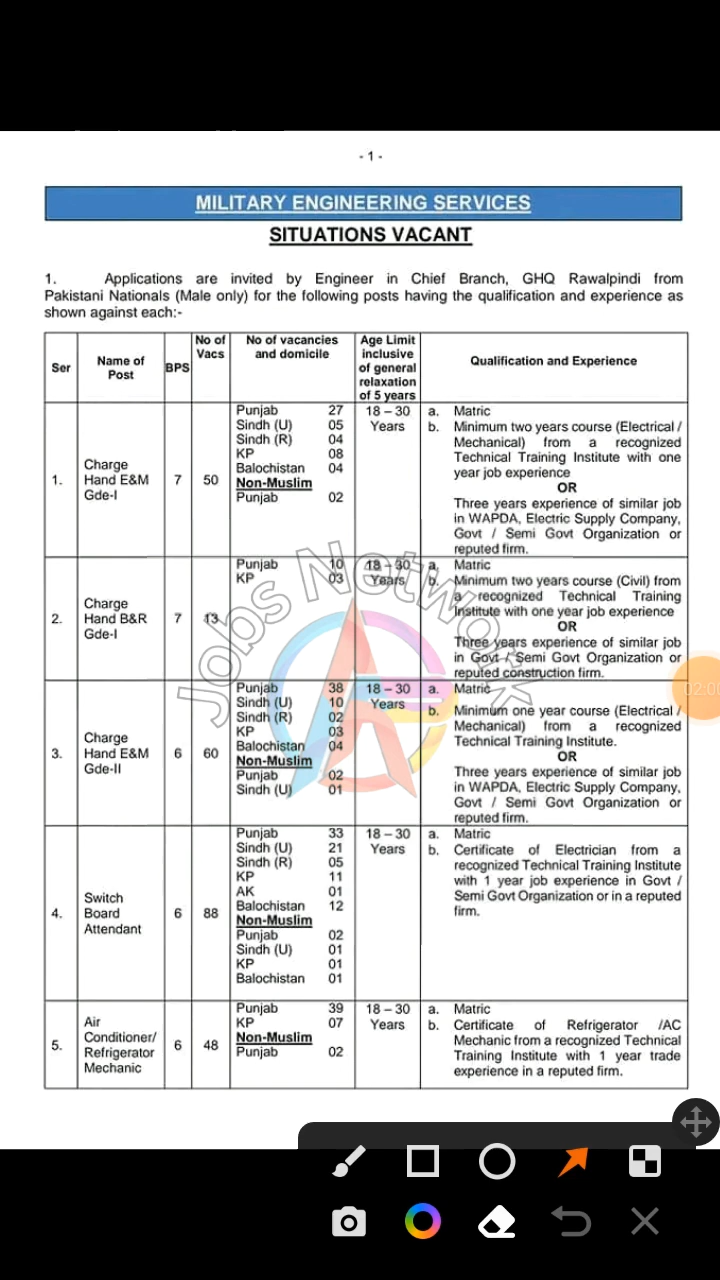 - 1 -
MILITARY ENGINEERING SERVICES
SITUATIONS VACANT
1. Applications are invited by Engineer in Chief Branch, GHQ Rawalpindi from
Pakistani Nationals (Male only) for the following posts having the qualification and experience as
shown against each:-
Ser
Name of
Post
BPS
No of
Vacs
No of vacancies
and domicile
Age Limit
inclusive
of general
relaxation
of 5 years
Qualification and Experience
1.
Charge
Hand E&M
Gde-I
7
50
Punjab 27
Sindh (U) 05
Sindh (R) 04
KP 08
Balochistan 04
Non-Muslim
Punjab 02
18 – 30
Years
a. Matric
b. Minimum two years course (Electrical /
Mechanical) from a recognized
Technical Training Institute with one
year job experience
OR
Three years experience of similar job
in WAPDA, Electric Supply Company,
Govt / Semi Govt Organization or
reputed firm.
2.
Charge
Hand B&R
Gde-I
7
13
Punjab 10
KP 03
18 – 30
Years
a. Matric
b. Minimum two years course (Civil) from
a recognized Technical Training
Institute with one year job experience
OR
Three years experience of similar job
in Govt / Semi Govt Organization or
reputed construction firm.
3.
Charge
Hand E&M
Gde-II
6
60
Punjab 38
Sindh (U) 10
Sindh (R) 02
KP 03
Balochistan 04
Non-Muslim
Punjab 02
Sindh (U) 01
18 – 30
Years
a. Matric
b. Minimum one year course (Electrical /
Mechanical) from a recognized
Technical Training Institute.
OR
Three years experience of similar job
in WAPDA, Electric Supply Company,
Govt / Semi Govt Organization or
reputed firm.
4.
Switch
Board
Attendant
6
88
Punjab 33
Sindh (U) 21
Sindh (R) 05
KP 11
AK 01
Balochistan 12
Non-Muslim
Punjab 02
Sindh (U) 01
KP 01
Balochistan 01
18 – 30
Years
a. Matric
b. Certificate of Electrician from a
recognized Technical Training Institute
with 1 year job experience in Govt /
Semi Govt Organization or in a reputed
firm.
5.
Air
Conditioner/
Refrigerator
Mechanic
6
48
Punjab 39
KP 07
Non-Muslim
Punjab 02
18 – 30
Years
a. Matric
b. Certificate of Refrigerator /AC
Mechanic from a recognized Technical
Training Institute with 1 year trade
experience in a reputed firm.
Jobs Network
02:00